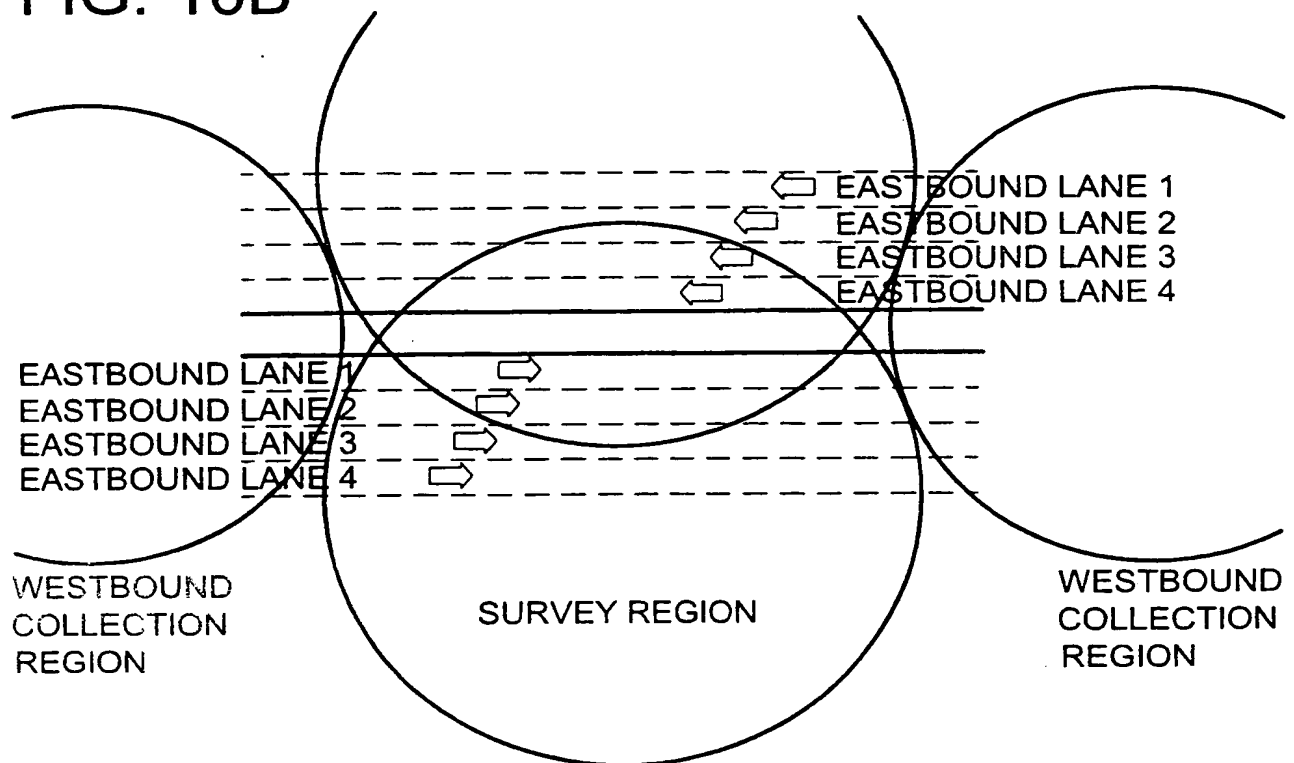 FIG. 16B
EASTBOUND LANE 1
EASTBOUND LANE 2
EASTBOUND LANE 3
EASTBOUND LANE 4
EASTBOUND LANE 1
EASTBOUND LANE 2
EASTBOUND LANE 3
EASTBOUND LANE 4
WESTBOUND
COLLECTION
REGION
SURVEY REGION
WESTBOUND
COLLECTION
REGION